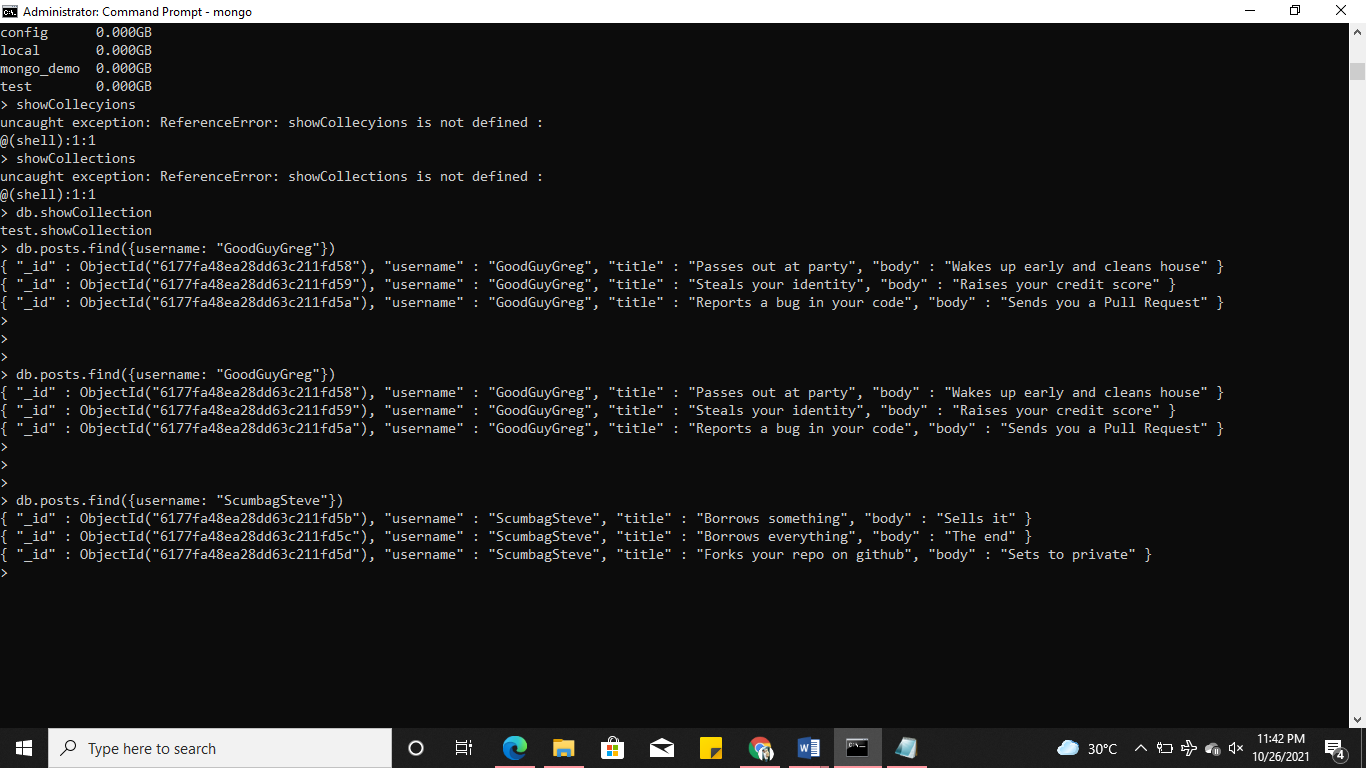 Administrator: Command Prompt - mongo
config      0.000GB
local       0.000GB
mongo_demo  0.000GB
test        0.000GB
> showCollecyions
uncaught exception: ReferenceError: showCollecyions is not defined :
@(shell):1:1
> showCollections
uncaught exception: ReferenceError: showCollections is not defined :
@(shell):1:1
> db.showCollection
test.showCollection
> db.posts.find({username: "GoodGuyGreg"})
{ "_id" : ObjectId("6177fa48ea28dd63c211fd58"), "username" : "GoodGuyGreg", "title" : "Passes out at party", "body" : "Wakes up early and cleans house" }
{ "_id" : ObjectId("6177fa48ea28dd63c211fd59"), "username" : "GoodGuyGreg", "title" : "Steals your identity", "body" : "Raises your credit score" }
{ "_id" : ObjectId("6177fa48ea28dd63c211fd5a"), "username" : "GoodGuyGreg", "title" : "Reports a bug in your code", "body" : "Sends you a Pull Request" }
>
>
>
> db.posts.find({username: "GoodGuyGreg"})
{ "_id" : ObjectId("6177fa48ea28dd63c211fd58"), "username" : "GoodGuyGreg", "title" : "Passes out at party", "body" : "Wakes up early and cleans house" }
{ "_id" : ObjectId("6177fa48ea28dd63c211fd59"), "username" : "GoodGuyGreg", "title" : "Steals your identity", "body" : "Raises your credit score" }
{ "_id" : ObjectId("6177fa48ea28dd63c211fd5a"), "username" : "GoodGuyGreg", "title" : "Reports a bug in your code", "body" : "Sends you a Pull Request" }
>
>
>
> db.posts.find({username: "ScumbagSteve"})
{ "_id" : ObjectId("6177fa48ea28dd63c211fd5b"), "username" : "ScumbagSteve", "title" : "Borrows something", "body" : "Sells it" }
{ "_id" : ObjectId("6177fa48ea28dd63c211fd5c"), "username" : "ScumbagSteve", "title" : "Borrows everything", "body" : "The end" }
{ "_id" : ObjectId("6177fa48ea28dd63c211fd5d"), "username" : "ScumbagSteve", "title" : "Forks your repo on github", "body" : "Sets to private" }
>
Type here to search
30°C
11:42 PM
10/26/2021
4